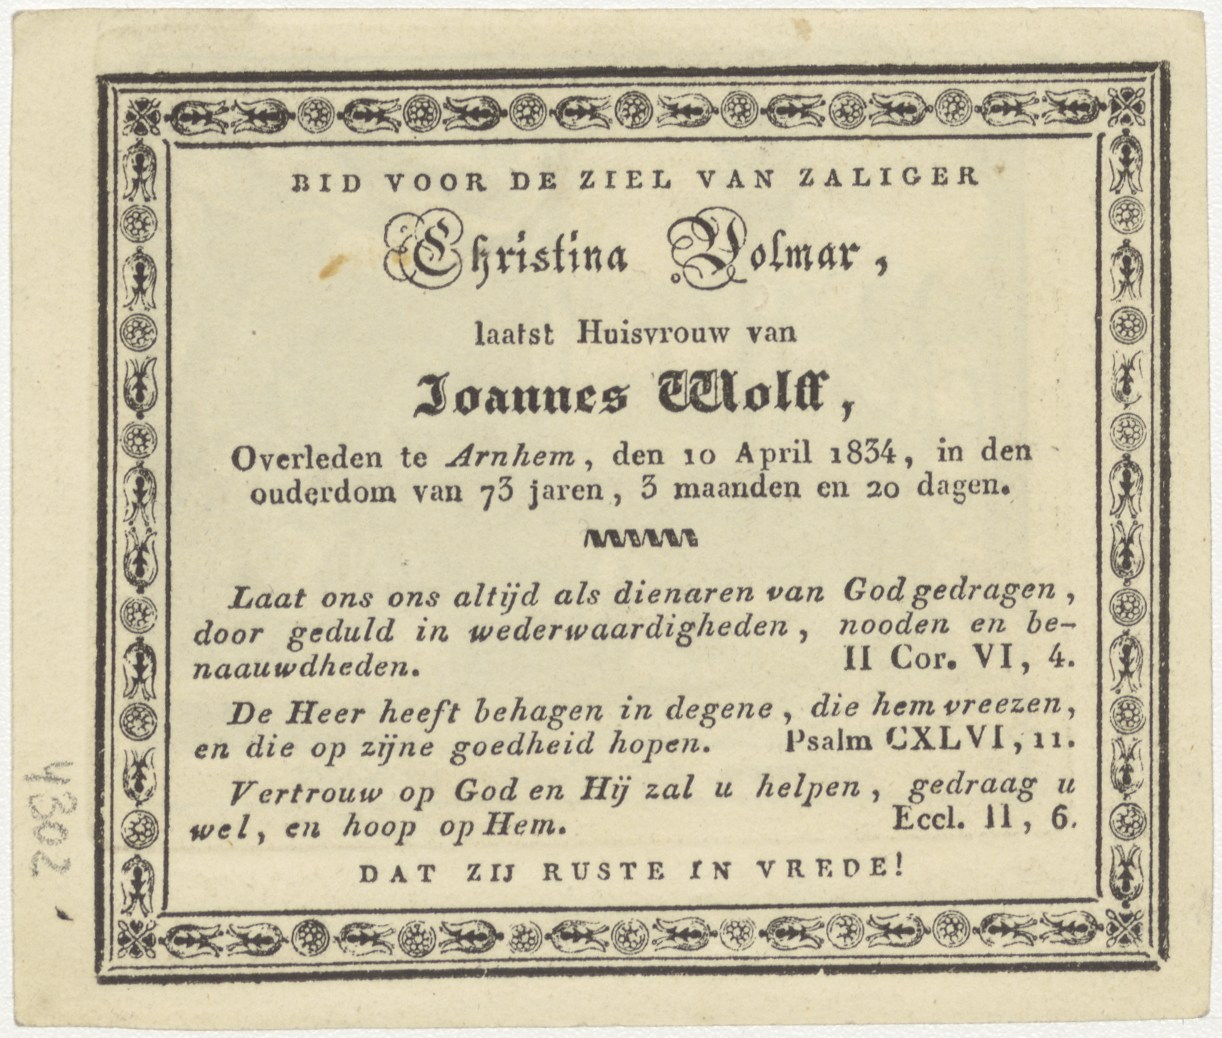 BID VOOR DE ZIEL VAN ZALIGER
Christina Volmar,
laatst Huisvrouw van
Joannes Wolff,
Overleden te Arnhem, den 10 April 1834, in den
ouderdom van 73 jaren, 3 maanden en 20 dagen.
Laat ons ons altijd als dienaren van God gedragen,
door geduld in wederwaardigheden, nooden en be-
naauwdheden. II Cor. VI, 4.
De Heer heeft behagen in degene, die hem vreezen,
en die op zijne goedheid hopen. Psalm CXLVI, 11.
Vertrouw op God en Hij zal u helpen, gedraag u
wel, en hoop op Hem. Eccl. II, 6.
DAT ZIJ RUSTE IN VREDE!
4302